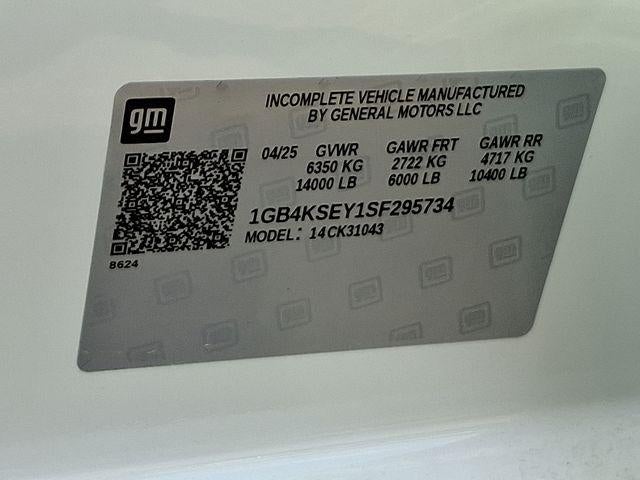 gm
INCOMPLETE VEHICLE MANUFACTURED
BY GENERAL MOTORS LLC
04/25 GVWR GAWR FRT GAWR RR
6350 KG 2722 KG 4717 KG
14000 LB 6000 LB 10400 LB
1GB4KSEY1SF295734
MODEL: 14CK31043
8624